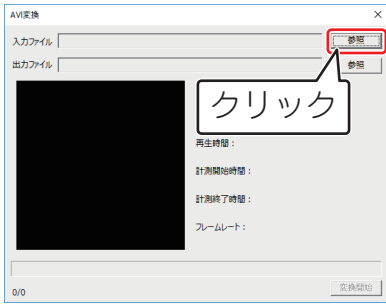 AVI変換
入力ファイル 参照
出力ファイル 参照
クリック
再生時間：
計測開始時間：
計測終了時間：
フレームレート：
0/0 変換開始